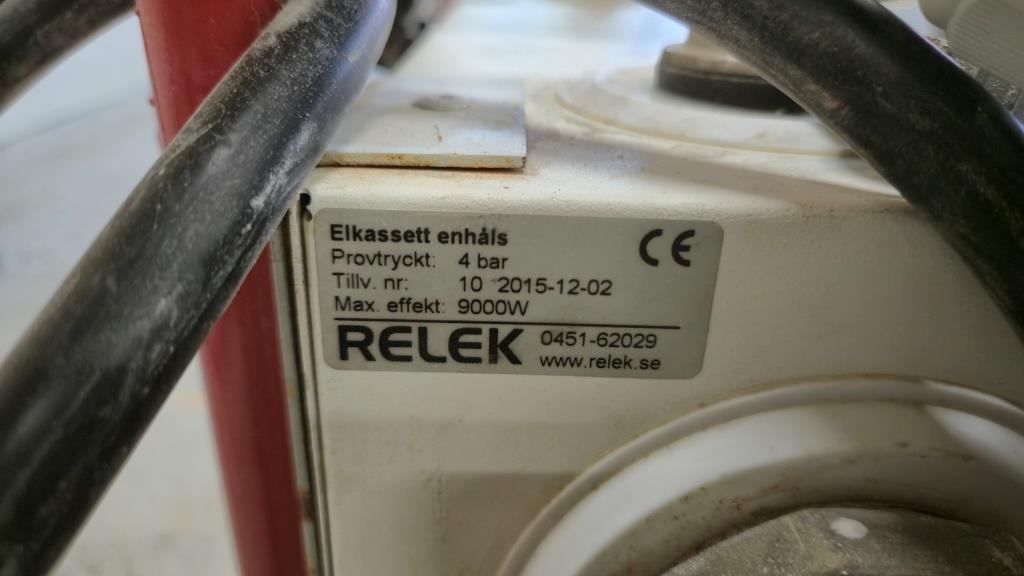 Elkassett enhåls CE
Provtryckt: 4 bar
Tillv. nr: 10 2015-12-02
Max. effekt: 9000W
RELEK 0451-62029
www.relek.se